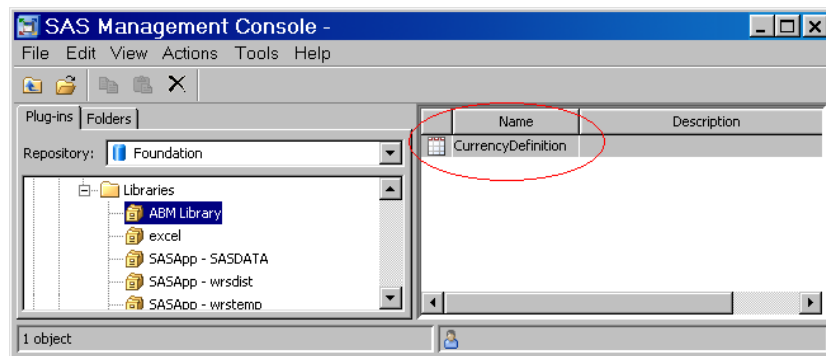 SAS Management Console -
File Edit View Actions Tools Help
Plug-ins Folders
Repository: Foundation
Libraries
ABM Library
excel
SASApp - SASDATA
SASApp - wrsdist
SASApp - wrstemp
Name Description
CurrencyDefinition
1 object